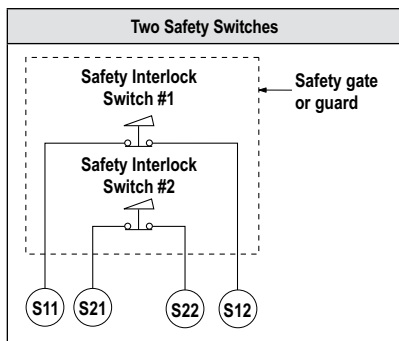 Two Safety Switches
Safety Interlock
Switch #1
Safety gate
or guard
Safety Interlock
Switch #2
S11
S21
S22
S12